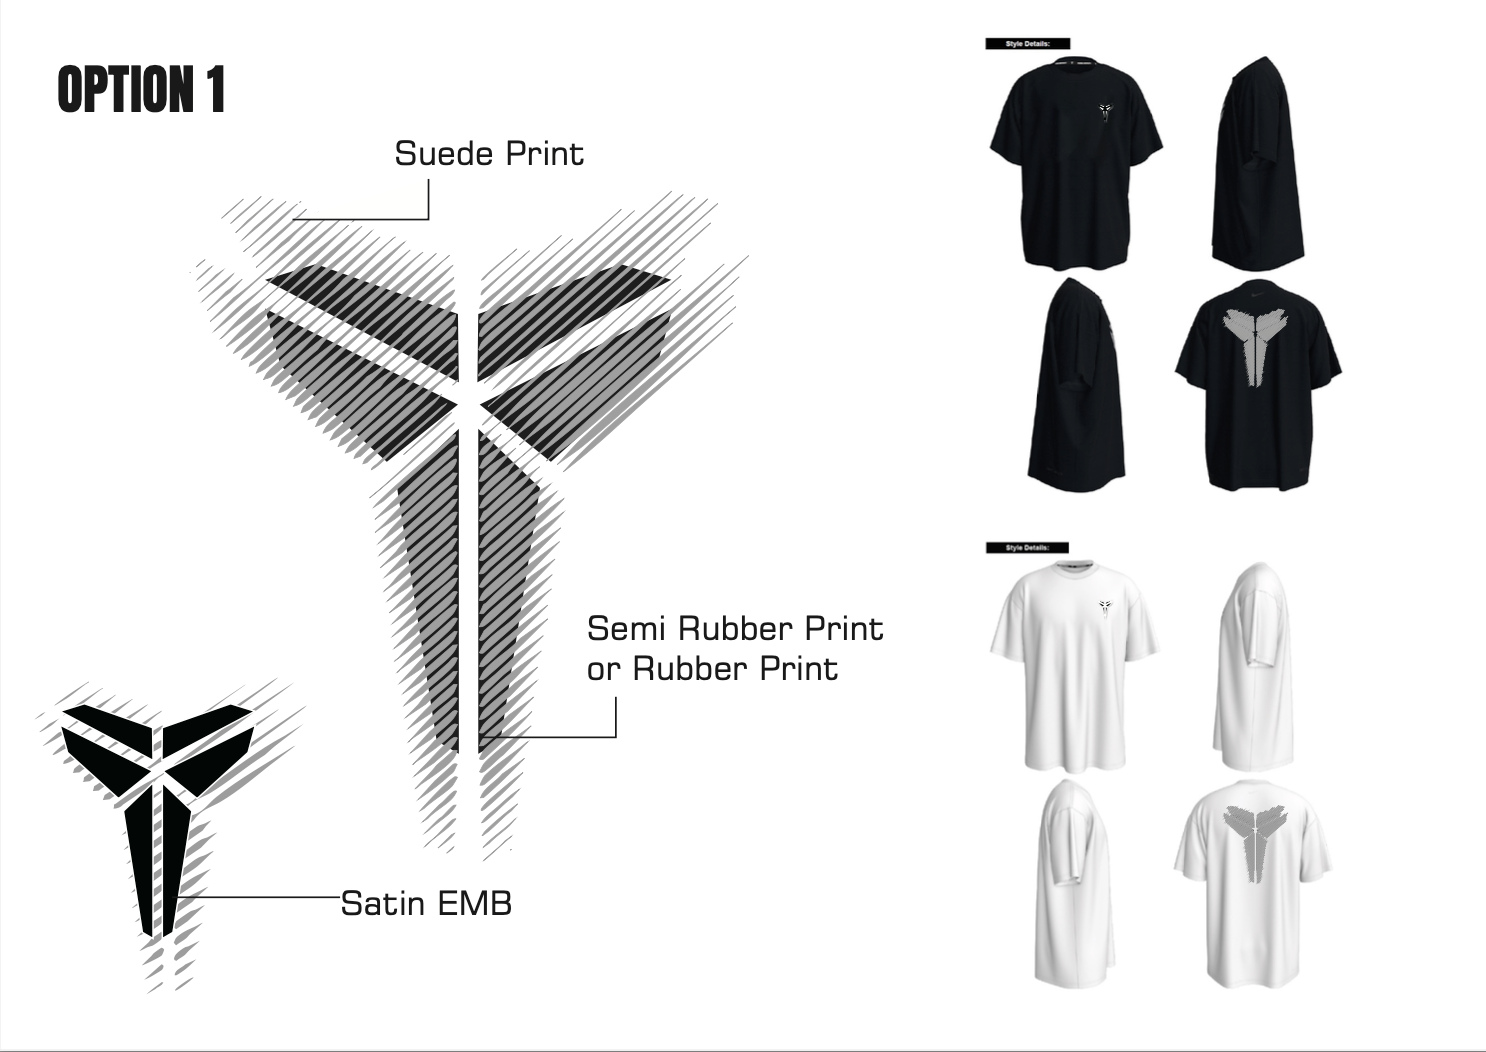 OPTION 1
Suede Print
Semi Rubber Print
or Rubber Print
Satin EMB
Style Details:
Style Details: